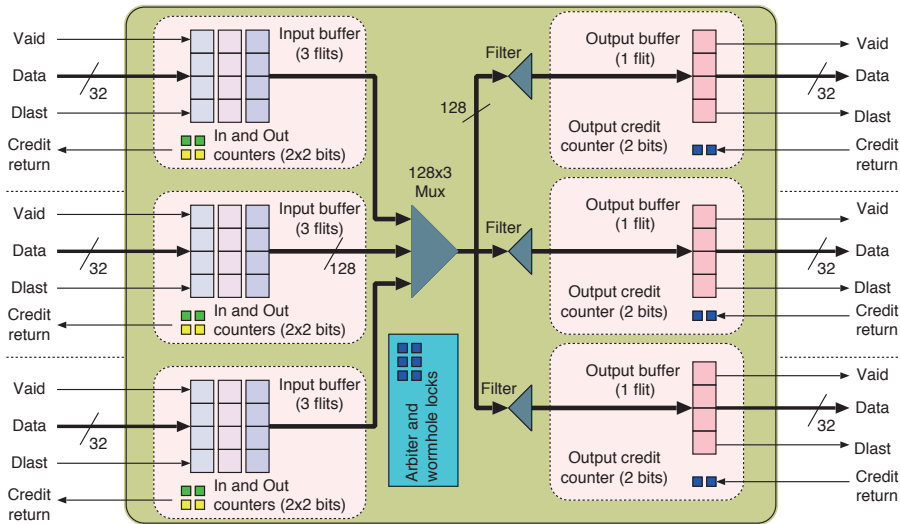 Vaid
Data
32
Dlast
Credit
return
Input buffer
(3 flits)
In and Out
counters (2x2 bits)
Vaid
Data
32
Dlast
Credit
return
Input buffer
(3 flits)
128
In and Out
counters (2x2 bits)
Vaid
Data
32
Dlast
Credit
return
Input buffer
(3 flits)
In and Out
counters (2x2 bits)
128x3
Mux
Arbiter and
wormhole locks
128
Filter
Output buffer
(1 flit)
Output credit
counter (2 bits)
Vaid
Data
32
Dlast
Credit
return
Filter
Output buffer
(1 flit)
Output credit
counter (2 bits)
Vaid
Data
32
Dlast
Credit
return
Filter
Output buffer
(1 flit)
Output credit
counter (2 bits)
Vaid
Data
32
Dlast
Credit
return